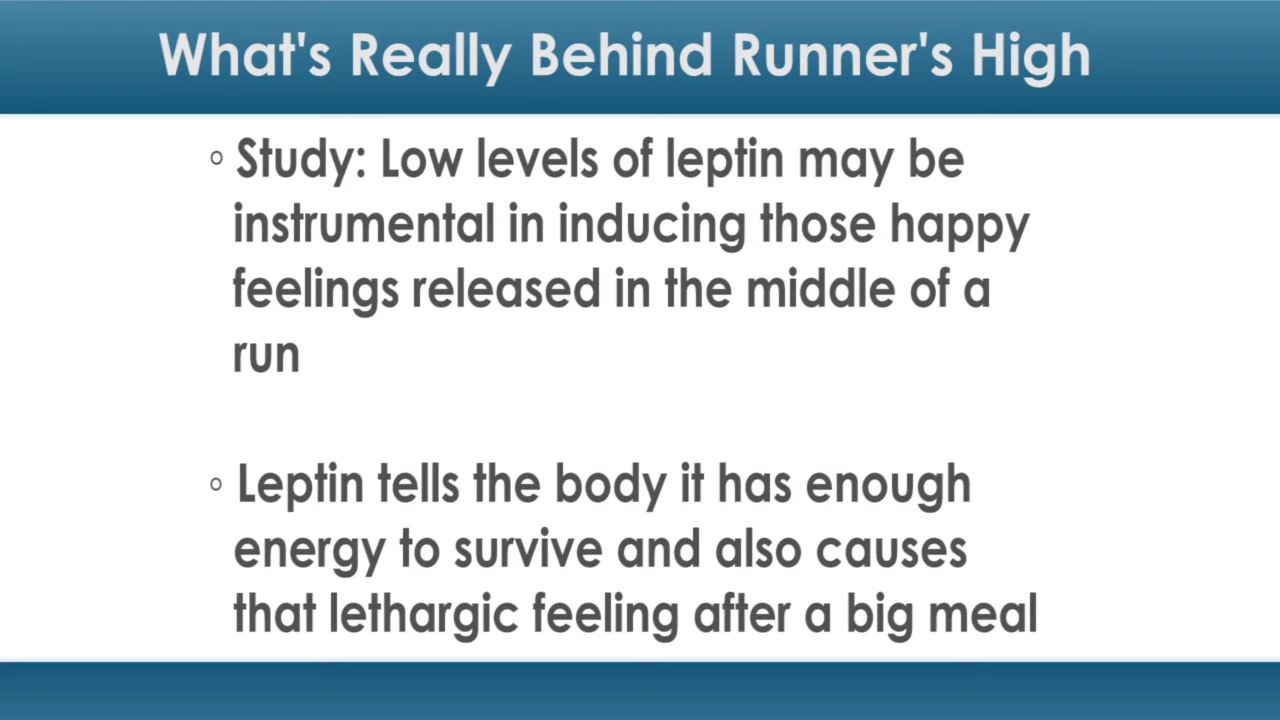 What's Really Behind Runner's High
◦ Study: Low levels of leptin may be
instrumental in inducing those happy
feelings released in the middle of a
run
◦ Leptin tells the body it has enough
energy to survive and also causes
that lethargic feeling after a big meal